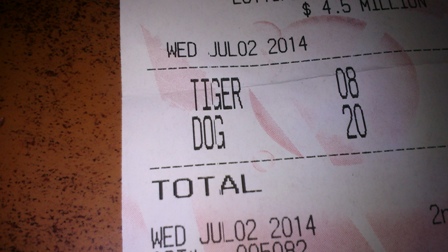 $ 4.5 MILLION
WED JUL02 2014
TIGER 08
DOG 20
TOTAL
WED JUL02 2014